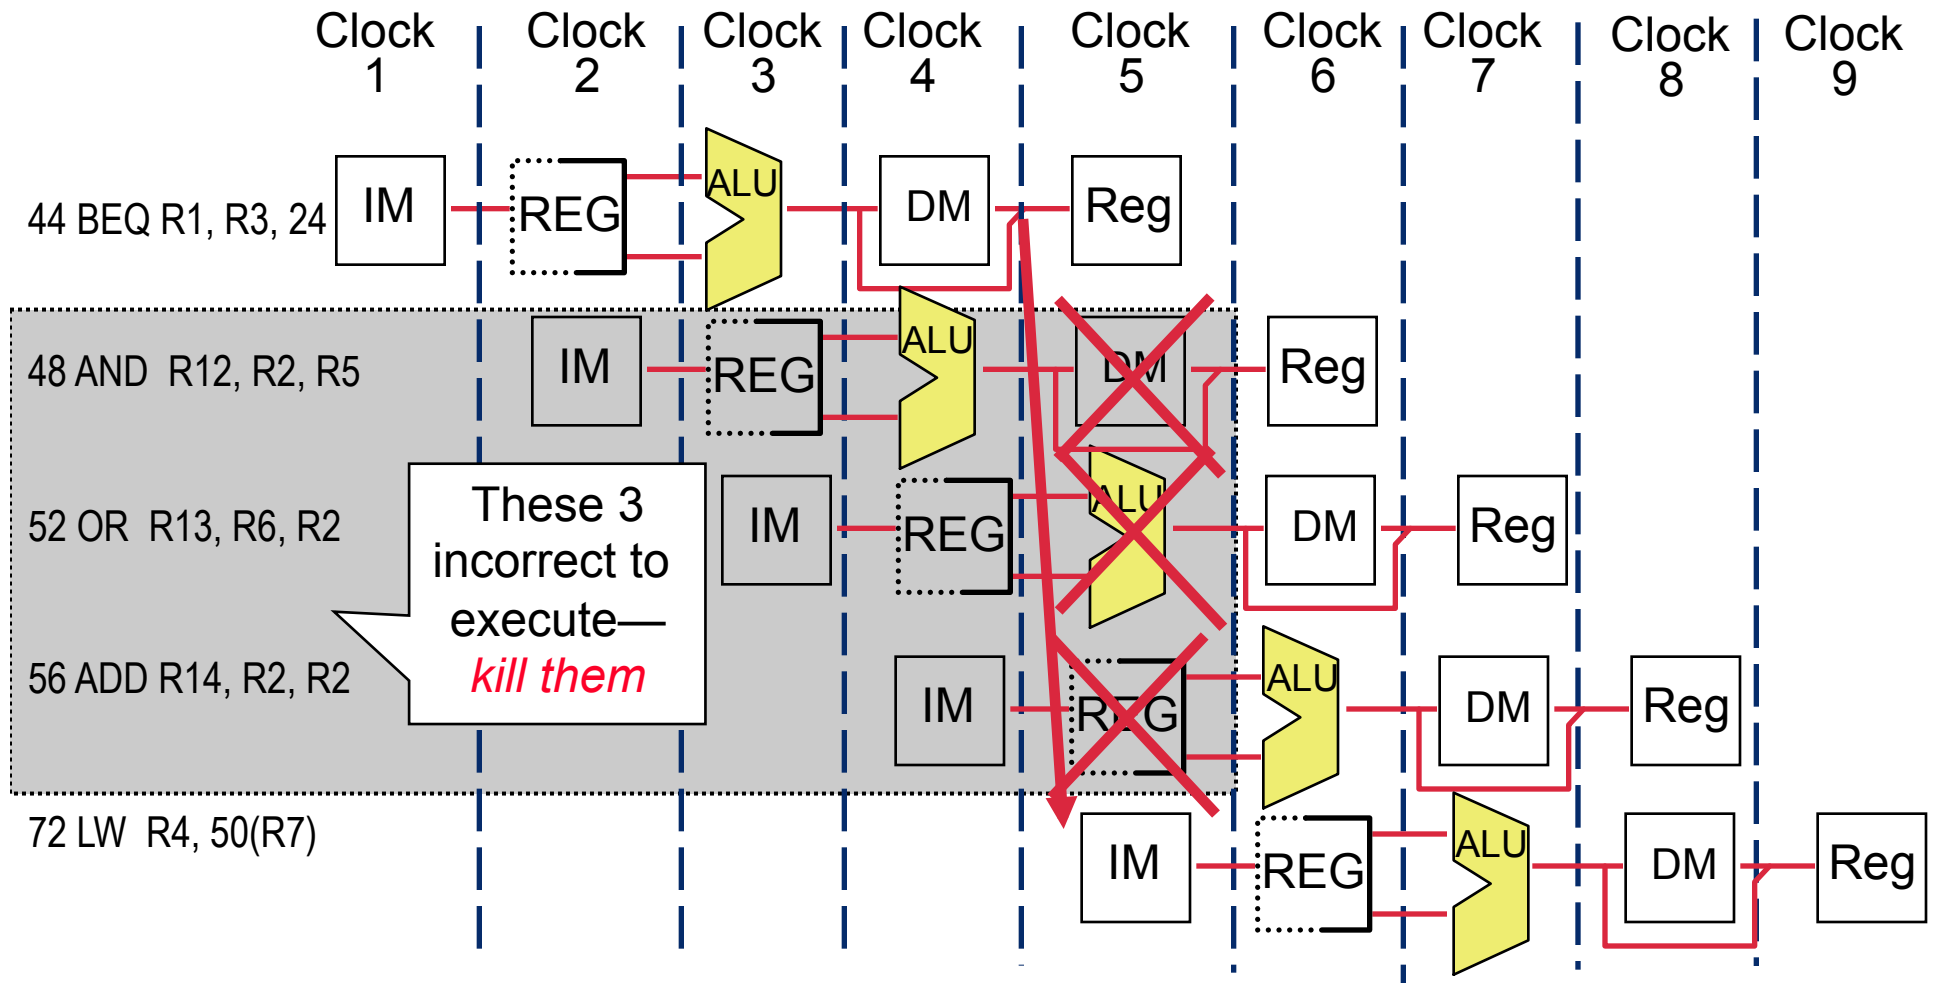 Clock 1 Clock 2 Clock 3 Clock 4 Clock 5 Clock 6 Clock 7 Clock 8 Clock 9
44 BEQ R1, R3, 24 IM REG ALU DM Reg
48 AND R12, R2, R5 IM REG ALU DM Reg
52 OR R13, R6, R2 IM REG ALU DM Reg
These 3
incorrect to
execute—
kill them
56 ADD R14, R2, R2 IM REG ALU DM Reg
72 LW R4, 50(R7) IM REG ALU DM Reg